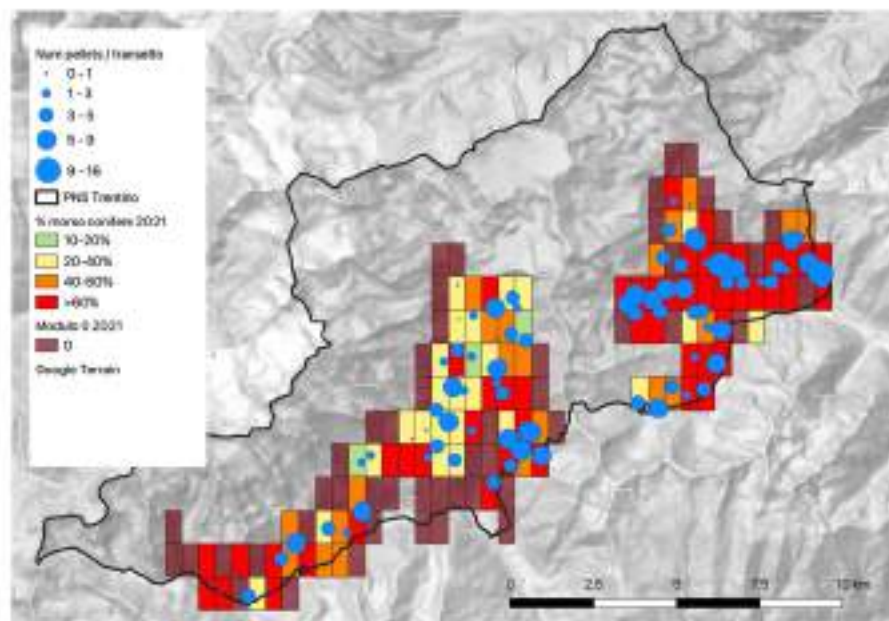 Num pellets / transetto
0 - 1
1 - 3
3 - 5
5 - 9
9 - 16
PNS Trentino
% morso conifere 2021
10-20%
20-40%
40-60%
>60%
Modulo 0 2021
0
Google Terrain
0 2.5 5 7.5 10 km